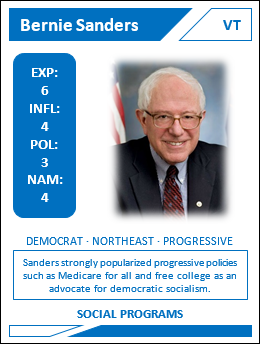 Bernie Sanders
VT
EXP:
6
INFL:
4
POL:
3
NAM:
4
DEMOCRAT · NORTHEAST · PROGRESSIVE
Sanders strongly popularized progressive policies
such as Medicare for all and free college as an
advocate for democratic socialism.
SOCIAL PROGRAMS